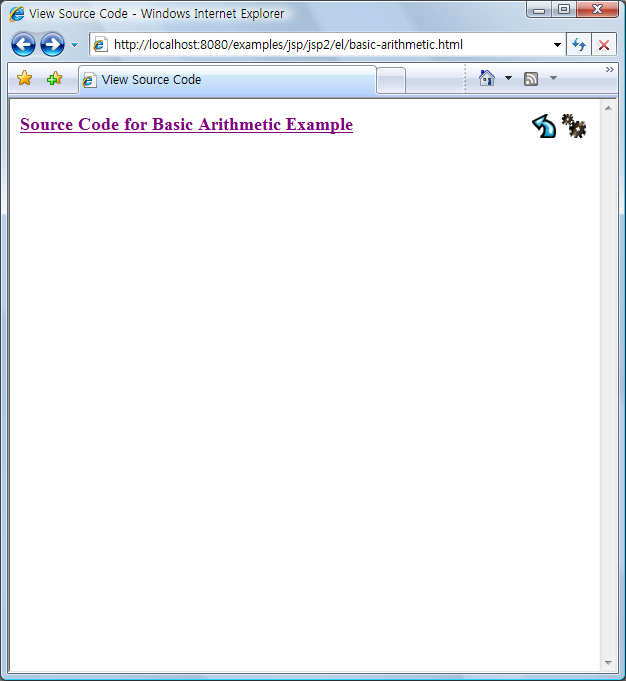 View Source Code - Windows Internet Explorer
http://localhost:8080/examples/jsp/jsp2/el/basic-arithmetic.html
View Source Code
Source Code for Basic Arithmetic Example